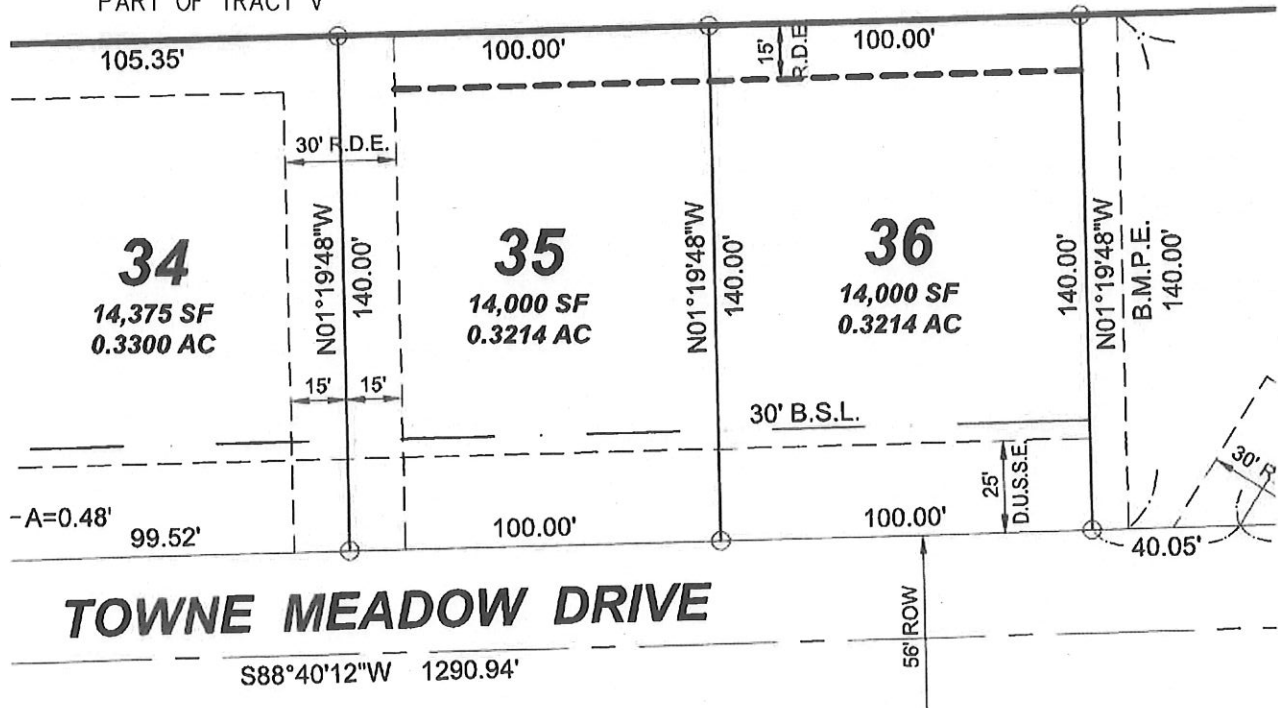 PART OF TRACT V
105.35'
100.00'
15'
R.D.E.
100.00'
30' R.D.E.
34
14,375 SF
0.3300 AC
N01°19'48"W
140.00'
35
14,000 SF
0.3214 AC
N01°19'48"W
140.00'
36
14,000 SF
0.3214 AC
140.00'
N01°19'48"W
B.M.P.E.
140.00'
15' 15'
30' B.S.L.
25'
D.U.S.S.E.
30' R.
A=0.48'
99.52'
100.00'
100.00'
40.05'
TOWNE MEADOW DRIVE
56' ROW
S88°40'12"W 1290.94'